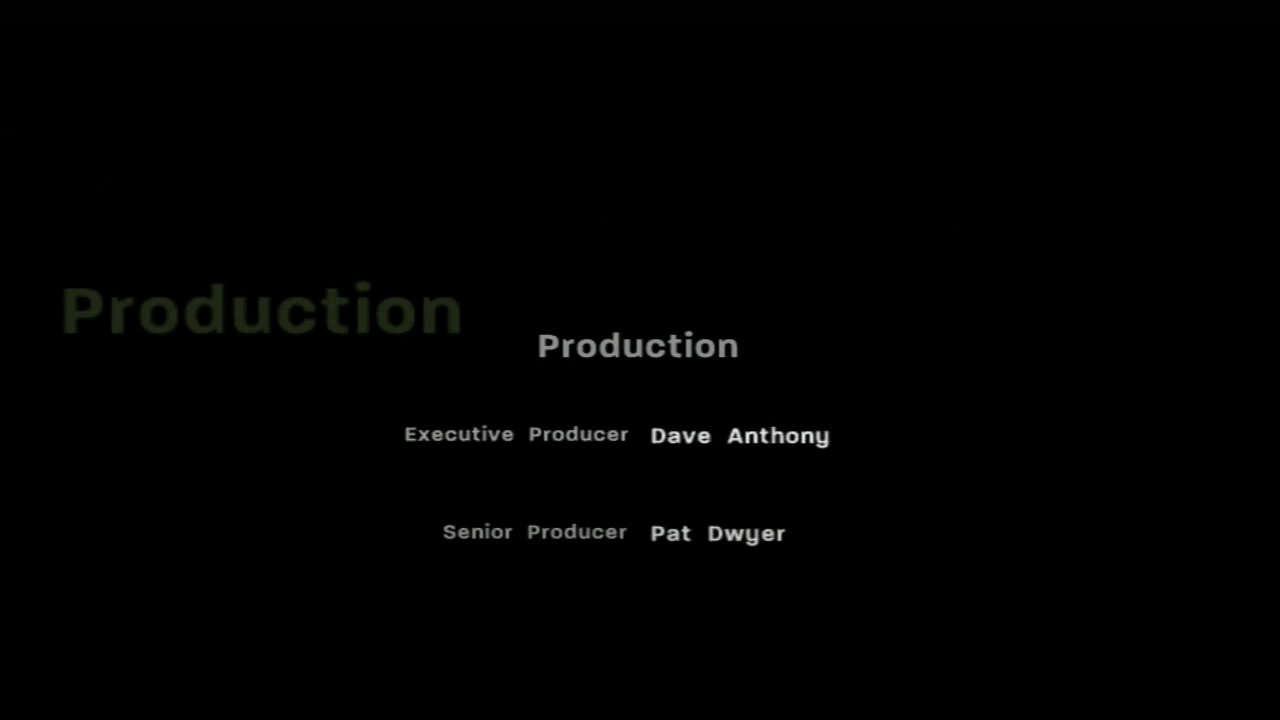 Production
Production
Executive Producer Dave Anthony
Senior Producer Pat Dwyer